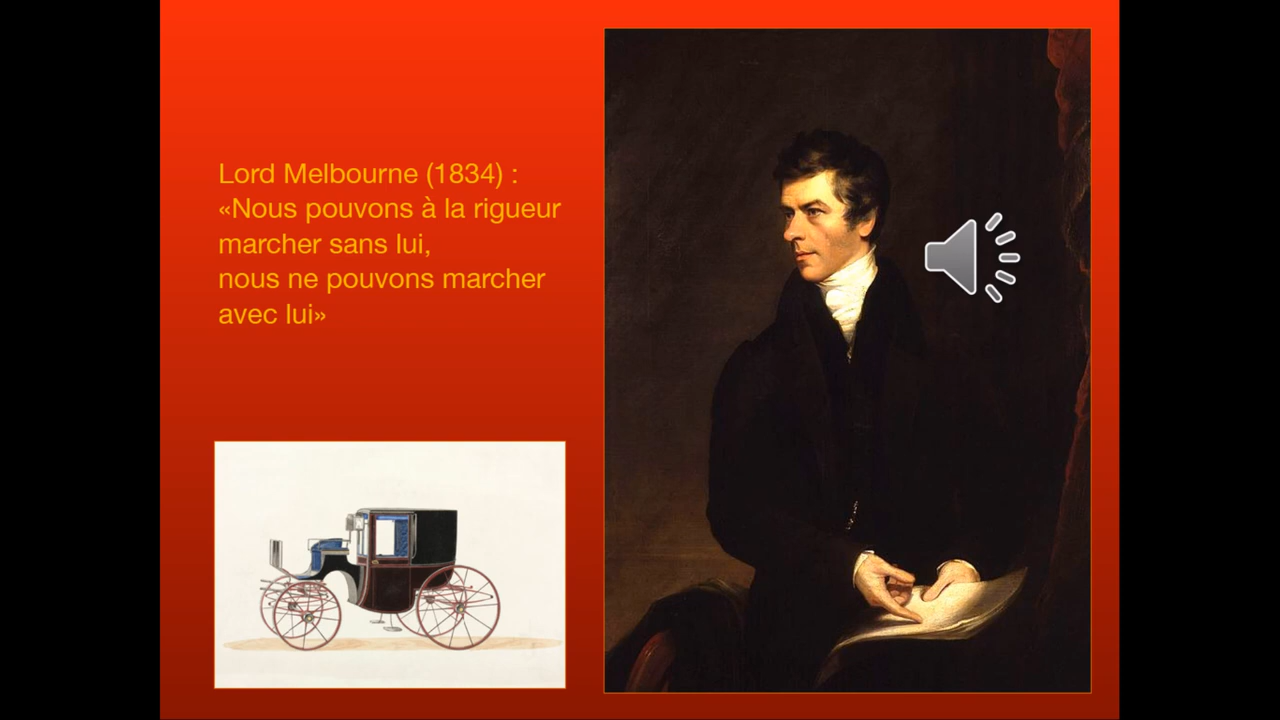 Lord Melbourne (1834) :
«Nous pouvons à la rigueur
marcher sans lui,
nous ne pouvons marcher
avec lui»